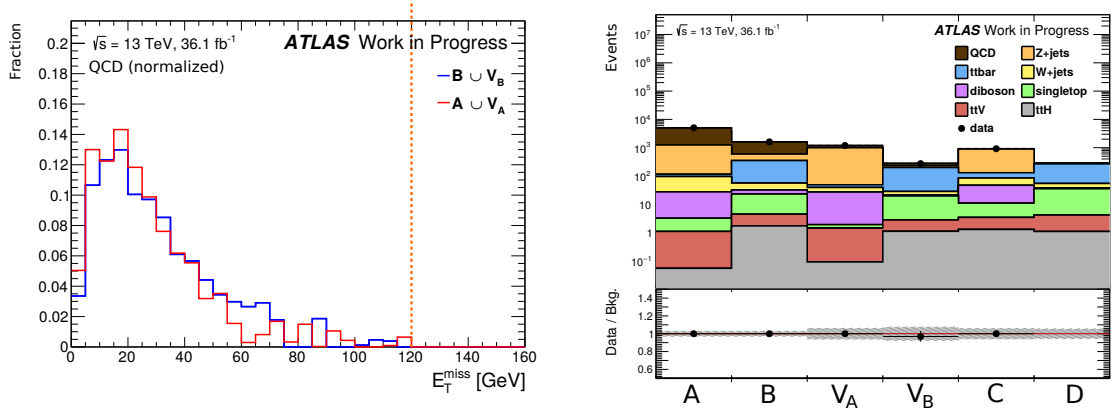 Fraction
0.2
0.18
0.16
0.14
0.12
0.1
0.08
0.06
0.04
0.02
0
√s = 13 TeV, 36.1 fb⁻¹
ATLAS Work in Progress
QCD (normalized)
B ∪ V_B
A ∪ V_A
0 20 40 60 80 100 120 140 160
E_T^miss [GeV]
Events
10⁷
10⁶
10⁵
10⁴
10³
10²
10
1
10⁻¹
√s = 13 TeV, 36.1 fb⁻¹
ATLAS Work in Progress
QCD Z+jets
ttbar W+jets
diboson singletop
ttV ttH
data
Data / Bkg.
1.4
1.2
1
0.8
0.6
A B V_A V_B C D